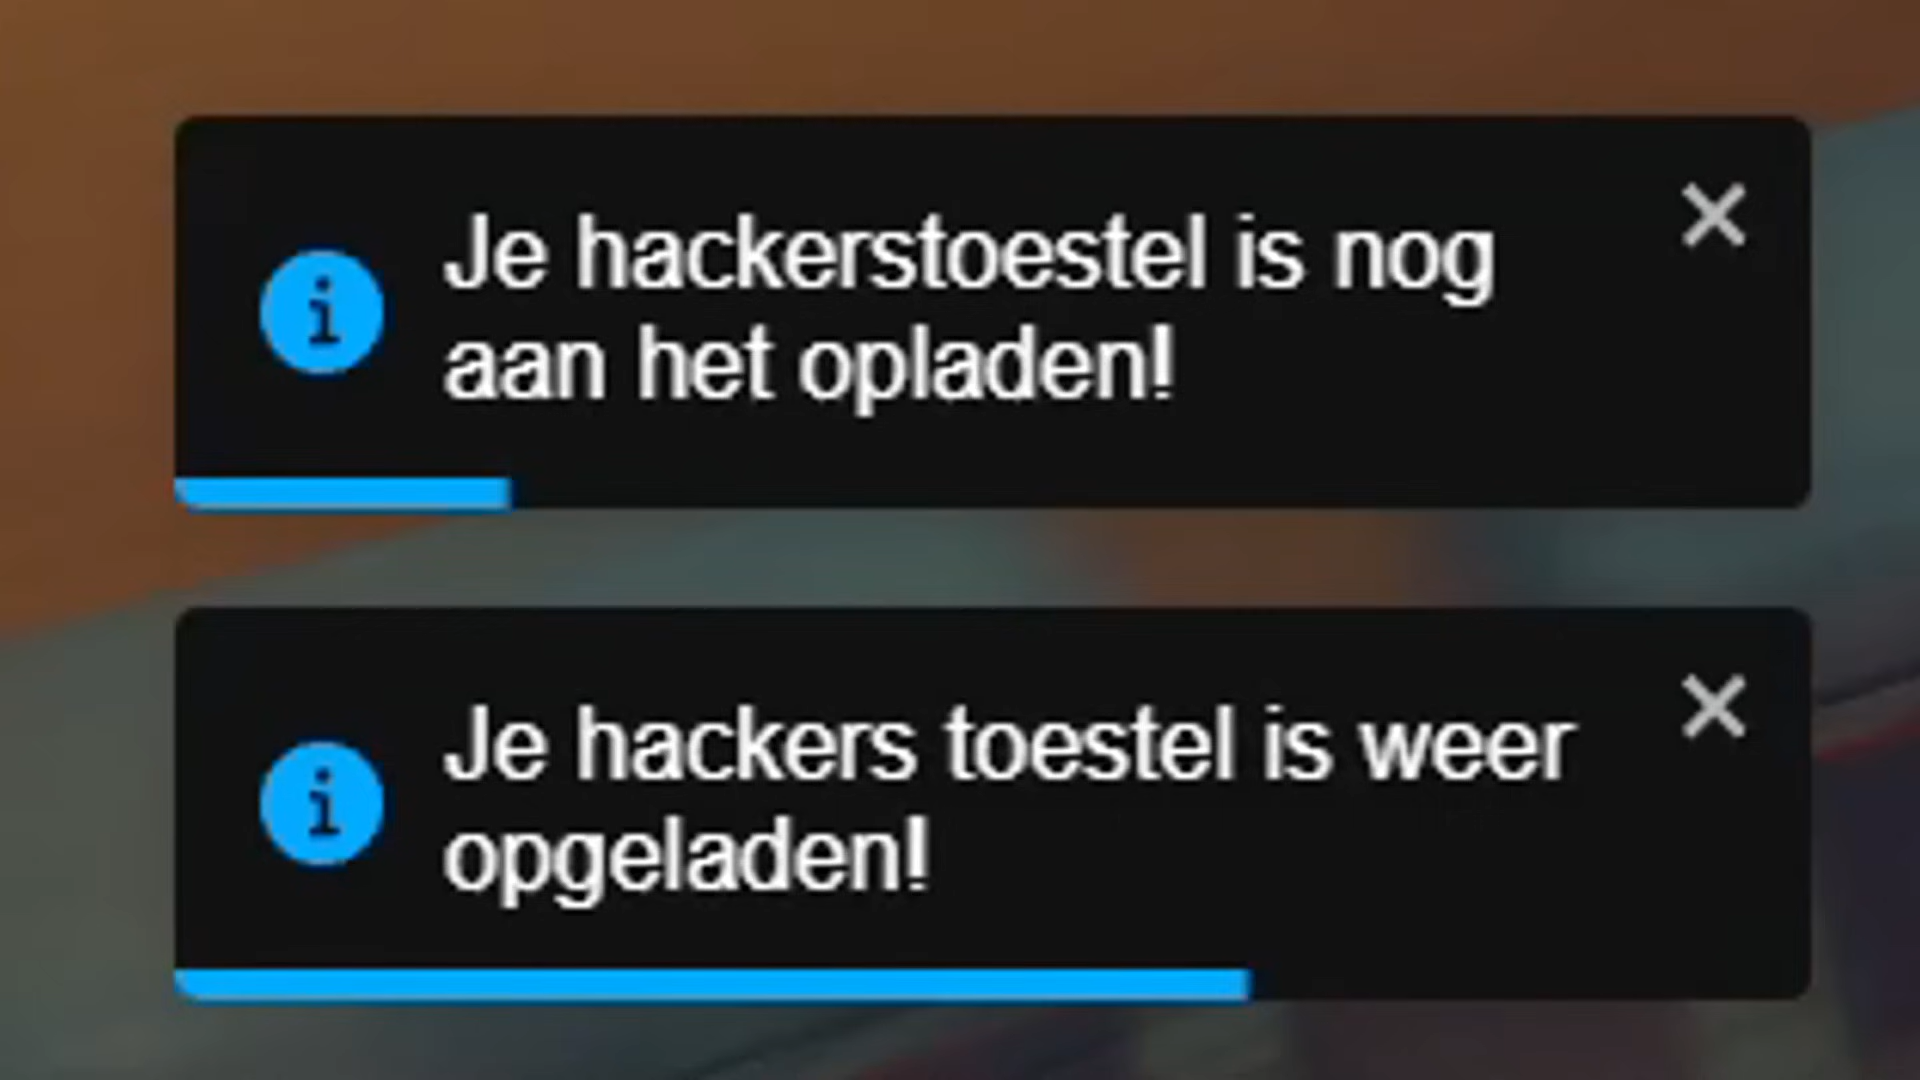 Je hackerstoestel is nog
aan het opladen!
Je hackers toestel is weer
opgeladen!